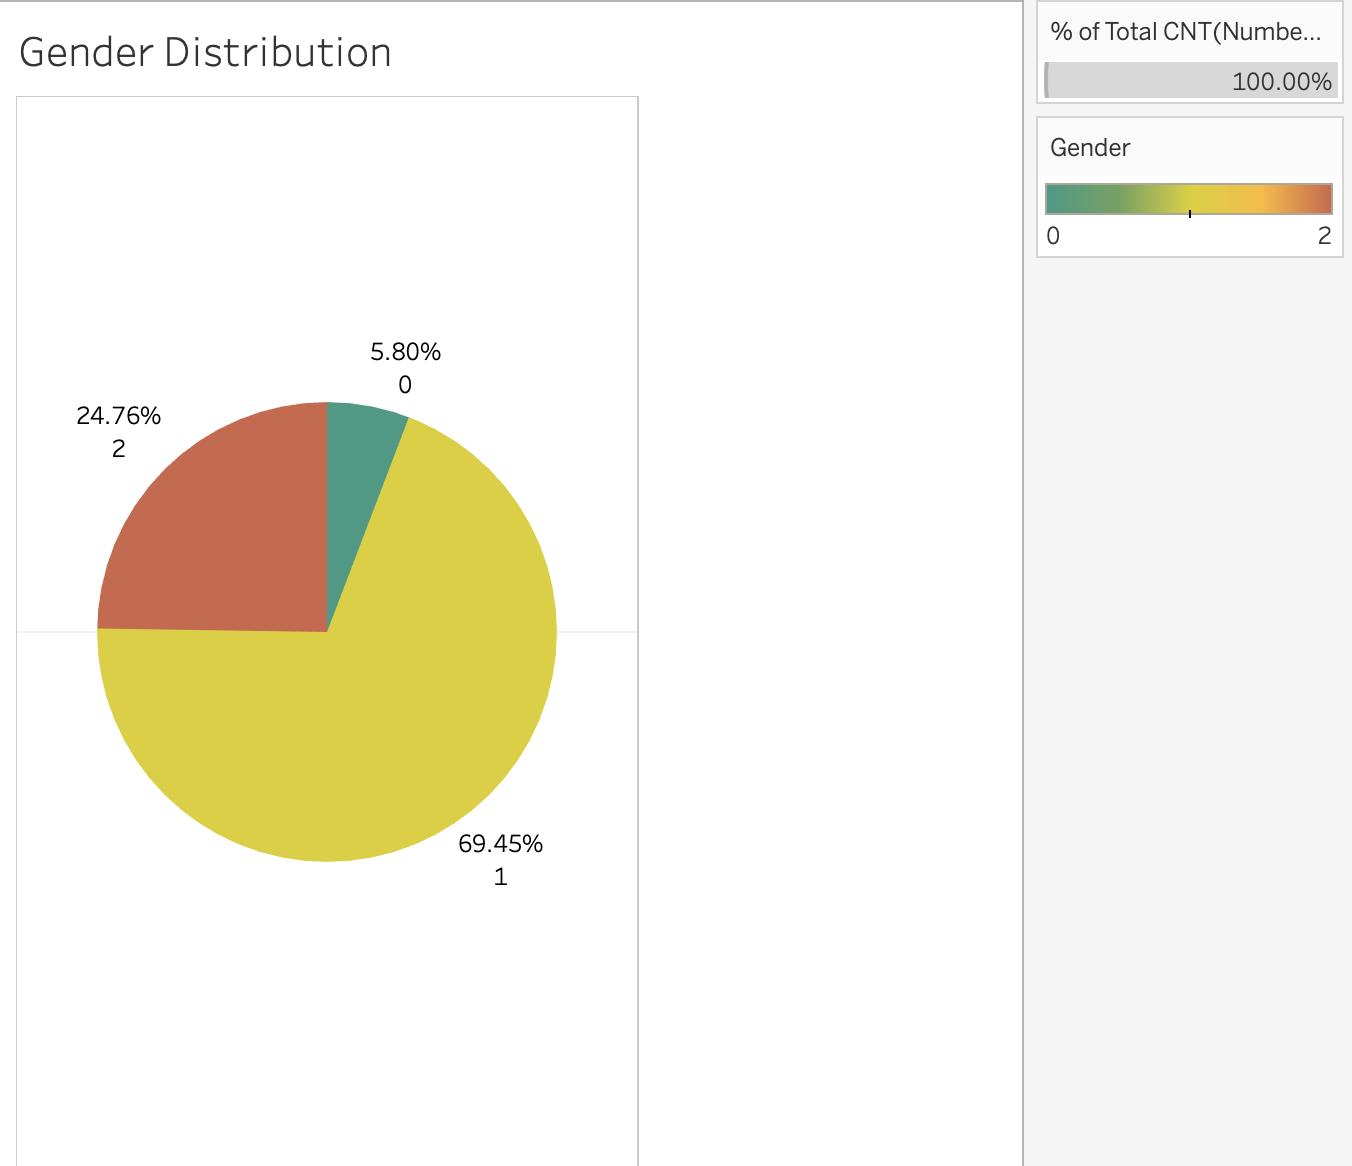 Gender Distribution
5.80%
0
24.76%
2
69.45%
1
% of Total CNT(Numbe...
100.00%
Gender
0 2